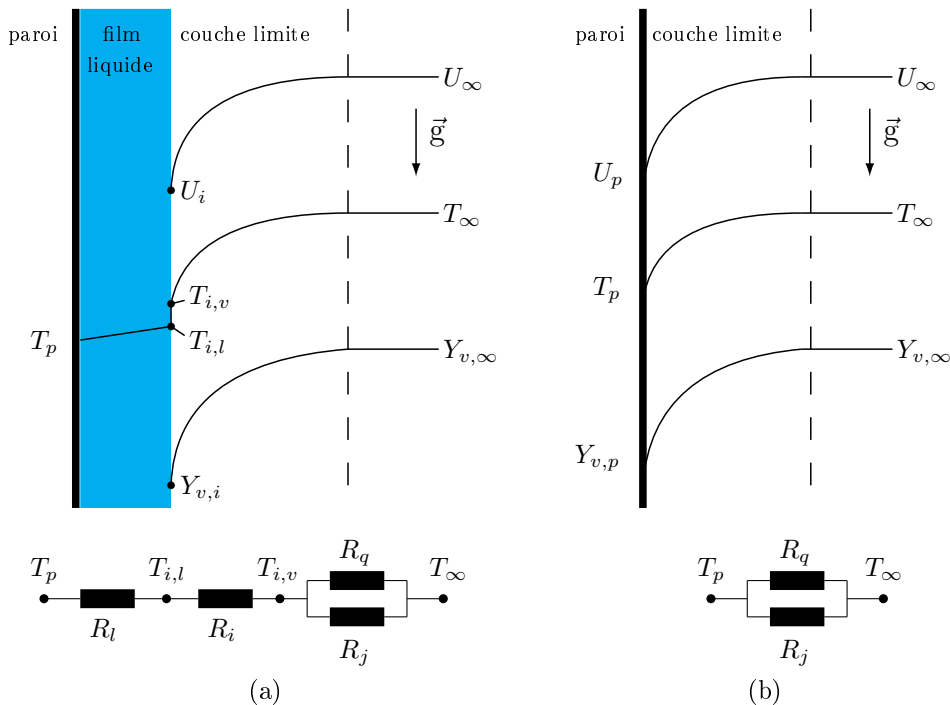 paroi
film
liquide
couche limite
U∞
g⃗
U_i
T∞
T_{i,v}
T_{i,l}
T_p
Y_{v,∞}
Y_{v,i}
T_p
T_{i,l}
T_{i,v}
T∞
R_l
R_i
R_q
R_j
(a)
paroi
couche limite
U∞
g⃗
U_p
T∞
T_p
Y_{v,∞}
Y_{v,p}
T_p
R_q
T∞
R_j
(b)